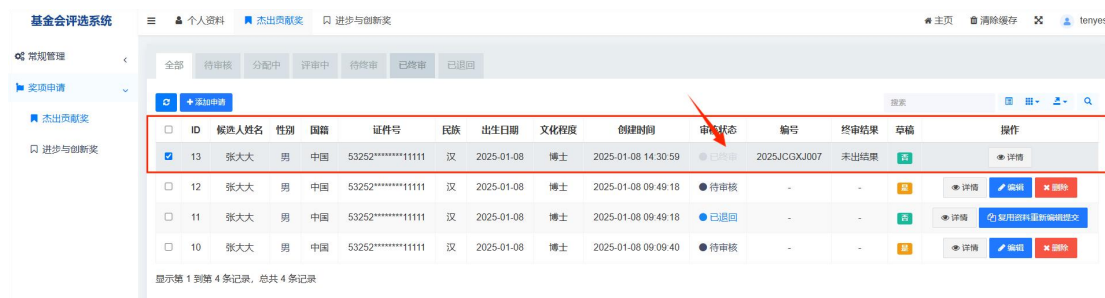 基金会评选系统 个人资料 杰出贡献奖 进步与创新奖 主页 清除缓存 tenyes
常规管理
奖项申请
杰出贡献奖
进步与创新奖
全部 待审核 分配中 评审中 待终审 已终审 已退回
+添加申请 搜索
ID 候选人姓名 性别 国籍 证件号 民族 出生日期 文化程度 创建时间 审核状态 编号 终审结果 草稿 操作
13 张大大 男 中国 53252********11111 汉 2025-01-08 博士 2025-01-08 14:30:59 已终审 2025JCGXJ007 未出结果 否 详情
12 张大大 男 中国 53252********11111 汉 2025-01-08 博士 2025-01-08 09:49:18 待审核 - - 是 详情 编辑 删除
11 张大大 男 中国 53252********11111 汉 2025-01-08 博士 2025-01-08 09:49:18 已退回 - - 否 详情 复用资料重新编辑提交
10 张大大 男 中国 53252********11111 汉 2025-01-08 博士 2025-01-08 09:09:40 待审核 - - 是 详情 编辑 删除
显示第 1 到第 4 条记录，总共 4 条记录